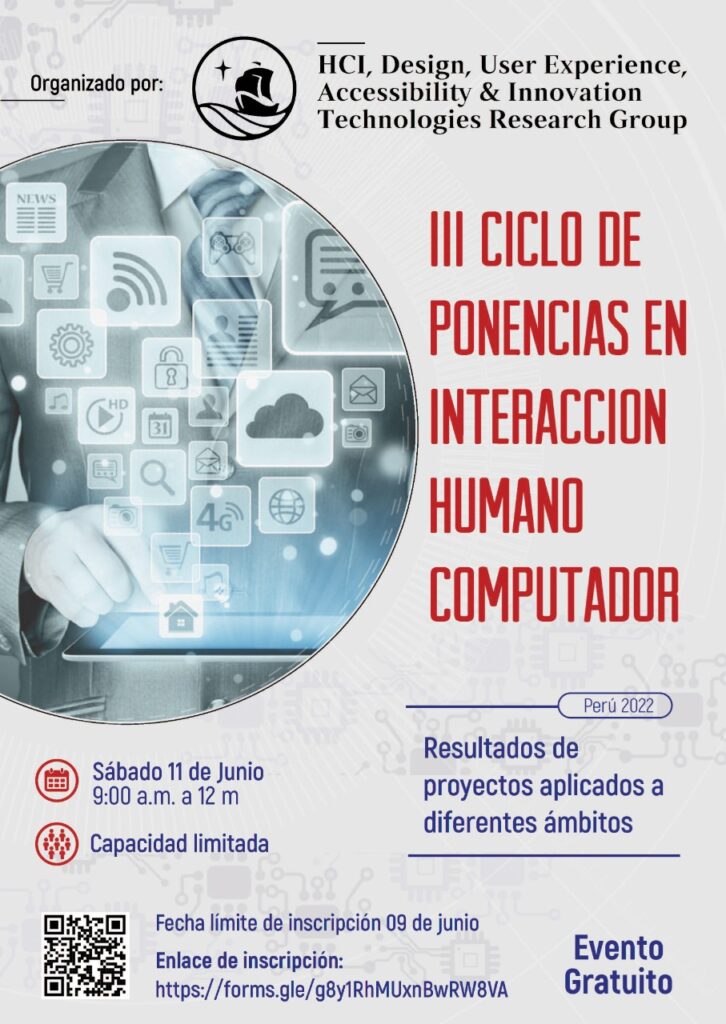 Organizado por:
HCI, Design, User Experience,
Accessibility & Innovation
Technologies Research Group
NEWS
HD
31
4G
III CICLO DE
PONENCIAS EN
INTERACCION
HUMANO
COMPUTADOR
Perú 2022
Resultados de
proyectos aplicados a
diferentes ámbitos
Sábado 11 de Junio
9:00 a.m. a 12 m
Capacidad limitada
Fecha límite de inscripción 09 de junio
Enlace de inscripción:
https://forms.gle/g8y1RhMUxnBwRW8VA
Evento
Gratuito